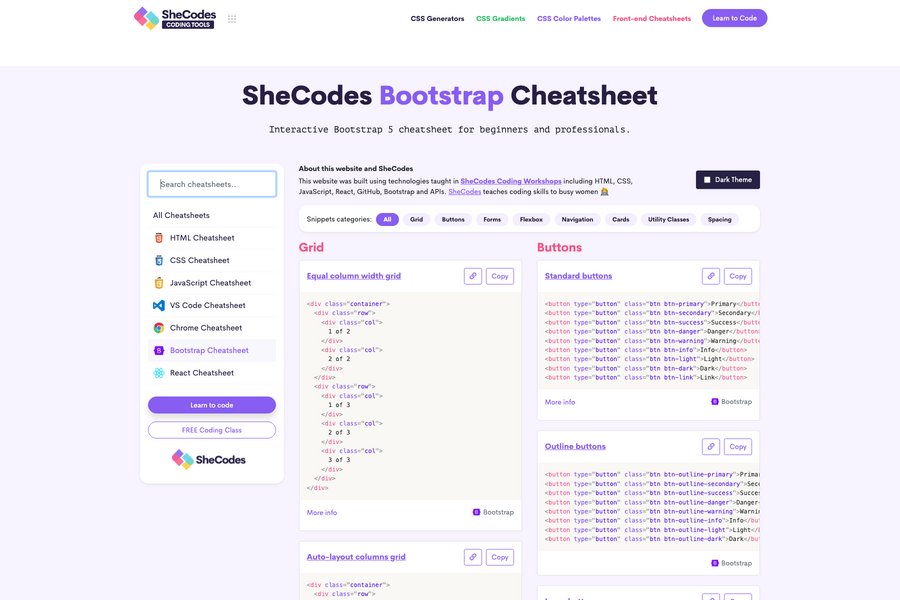 SheCodes
CODING TOOLS
CSS Generators
CSS Gradients
CSS Color Palettes
Front-end Cheatsheets
Learn to Code
SheCodes Bootstrap Cheatsheet
Interactive Bootstrap 5 cheatsheet for beginners and professionals.
Search cheatsheets..
All Cheatsheets
HTML Cheatsheet
CSS Cheatsheet
JavaScript Cheatsheet
VS Code Cheatsheet
Chrome Cheatsheet
Bootstrap Cheatsheet
React Cheatsheet
Learn to code
FREE Coding Class
SheCodes
About this website and SheCodes
This website was built using technologies taught in SheCodes Coding Workshops including HTML, CSS,
JavaScript, React, GitHub, Bootstrap and APIs. SheCodes teaches coding skills to busy women
Dark Theme
Snippets categories: All Grid Buttons Forms Flexbox Navigation Cards Utility Classes Spacing
Grid
Equal column width grid
Copy
<div class="container">
<div class="row">
<div class="col">
1 of 2
</div>
<div class="col">
2 of 2
</div>
</div>
<div class="row">
<div class="col">
1 of 3
</div>
<div class="col">
2 of 3
</div>
<div class="col">
3 of 3
</div>
</div>
</div>
More info
Bootstrap
Auto-layout columns grid
Copy
<div class="container">
<div class="row">
Buttons
Standard buttons
Copy
<button type="button" class="btn btn-primary">Primary</butto
<button type="button" class="btn btn-secondary">Secondary</b
<button type="button" class="btn btn-success">Success</butto
<button type="button" class="btn btn-danger">Danger</button>
<button type="button" class="btn btn-warning">Warning</butto
<button type="button" class="btn btn-info">Info</button>
<button type="button" class="btn btn-light">Light</button>
<button type="button" class="btn btn-dark">Dark</button>
<button type="button" class="btn btn-link">Link</button>
More info
Bootstrap
Outline buttons
Copy
<button type="button" class="btn btn-outline-primary">Primar
<button type="button" class="btn btn-outline-secondary">Seco
<button type="button" class="btn btn-outline-success">Succes
<button type="button" class="btn btn-outline-danger">Danger<
<button type="button" class="btn btn-outline-warning">Warnin
<button type="button" class="btn btn-outline-info">Info</but
<button type="button" class="btn btn-outline-light">Light</b
<button type="button" class="btn btn-outline-dark">Dark</but
Bootstrap